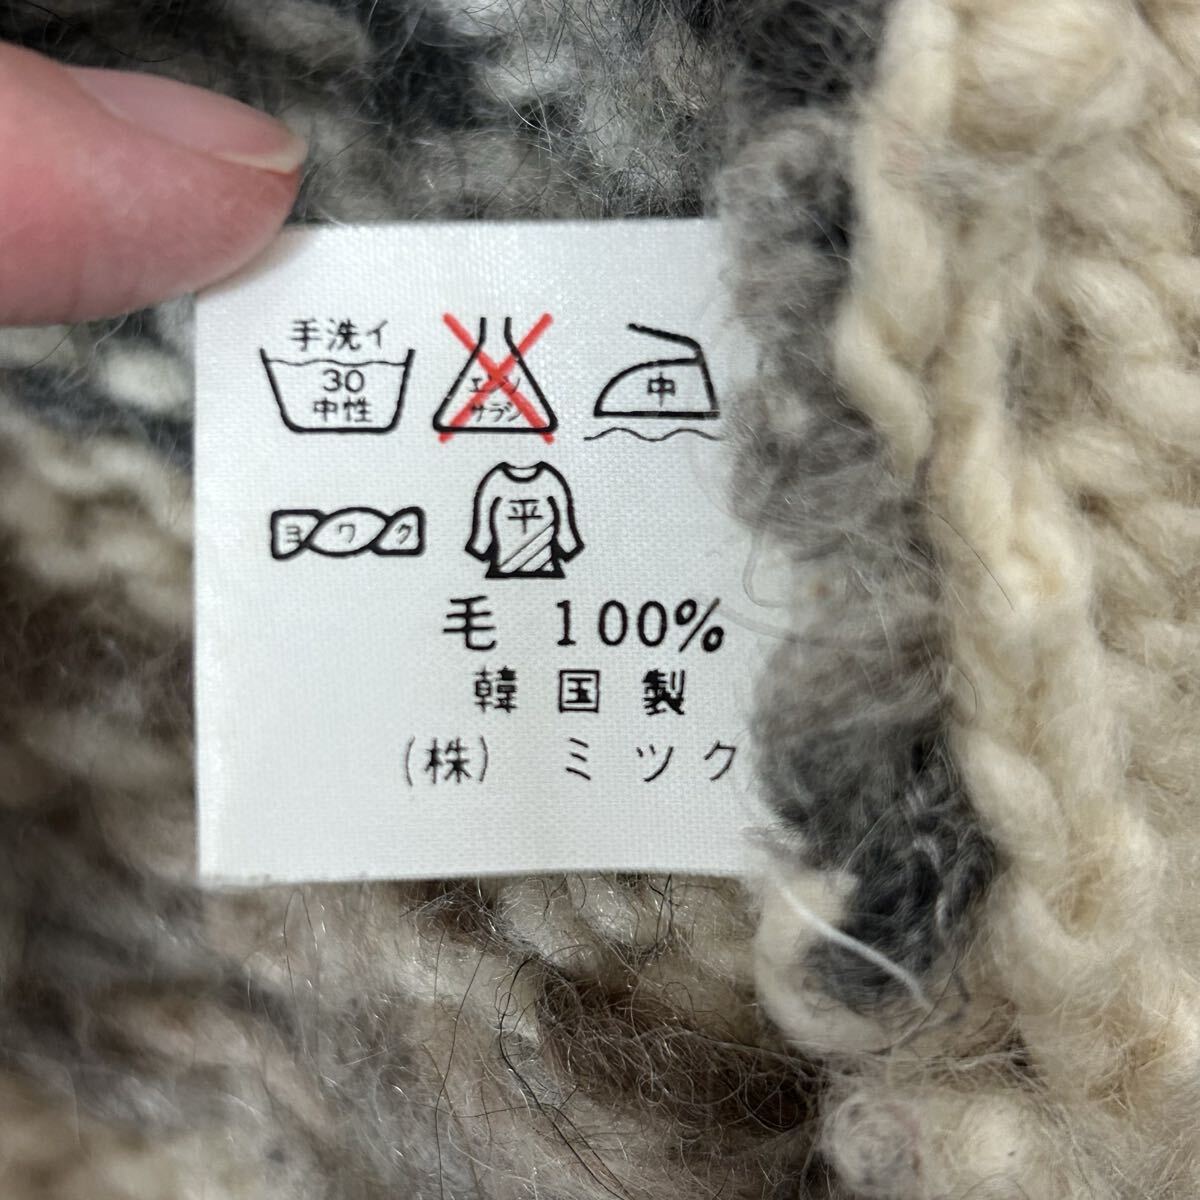 手洗イ
30
中性
エンソ
サラシ
中
ヨワク
平
毛 100%
韓国製
(株) ミツク